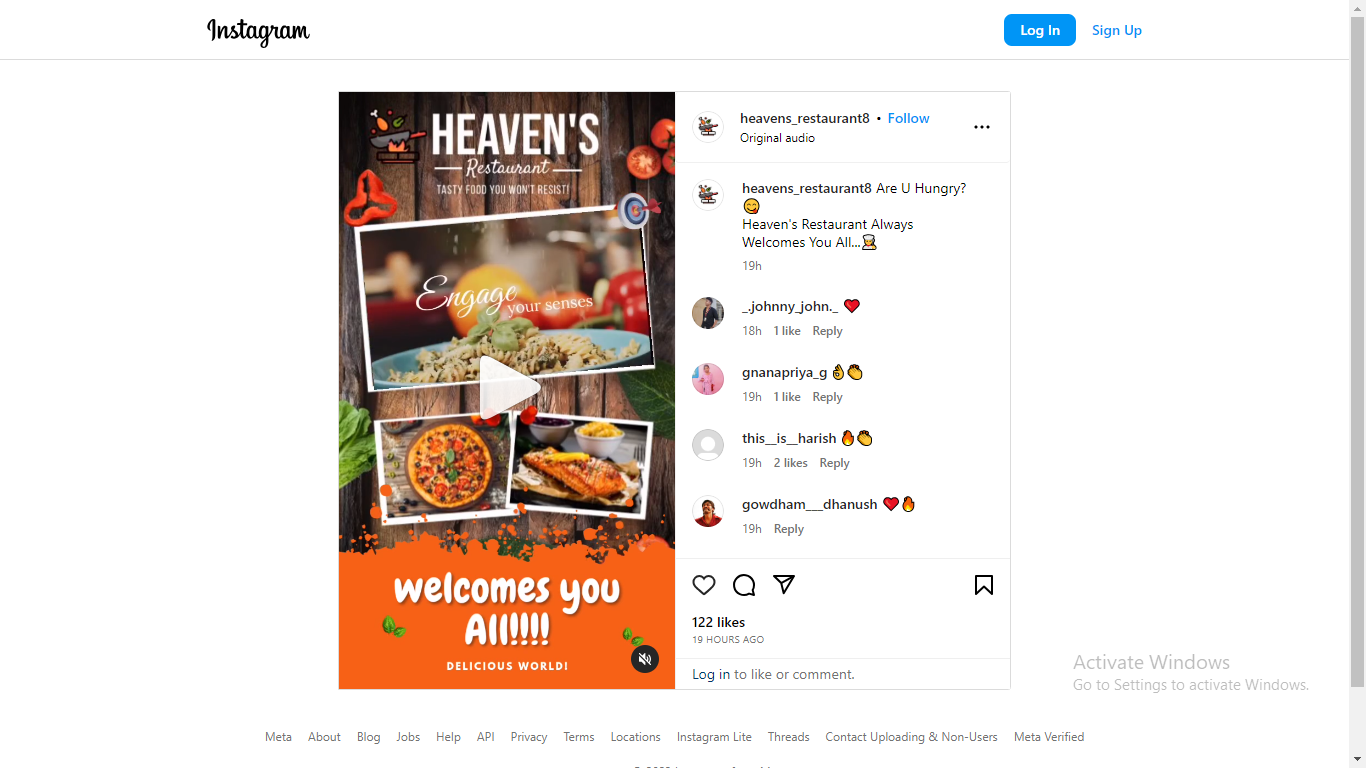 Instagram
Log In
Sign Up
HEAVEN'S
Restaurant
TASTY FOOD YOU WON'T RESIST!
Engage your senses
welcomes you
All!!!!
DELICIOUS WORLD!
heavens_restaurant8 • Follow
Original audio
heavens_restaurant8 Are U Hungry?
😋
Heaven's Restaurant Always
Welcomes You All...👨‍🍳
19h
_.johnny_john._ ❤️
18h 1 like Reply
gnanapriya_g 👌👏
19h 1 like Reply
this__is__harish 🔥👏
19h 2 likes Reply
gowdham___dhanush ❤️🔥
19h Reply
122 likes
19 HOURS AGO
Log in to like or comment.
Activate Windows
Go to Settings to activate Windows.
Meta About Blog Jobs Help API Privacy Terms Locations Instagram Lite Threads Contact Uploading & Non-Users Meta Verified